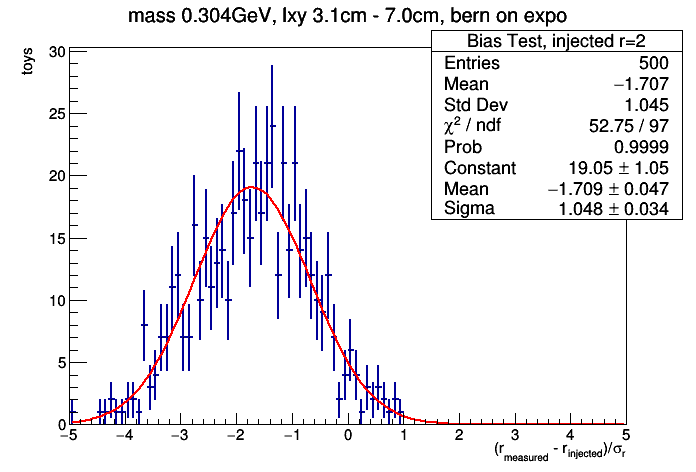 mass 0.304GeV, lxy 3.1cm - 7.0cm, bern on expo
toys
Bias Test, injected r=2
Entries 500
Mean −1.707
Std Dev 1.045
χ² / ndf 52.75 / 97
Prob 0.9999
Constant 19.05 ± 1.05
Mean −1.709 ± 0.047
Sigma 1.048 ± 0.034
30
25
20
15
10
5
0
−5 −4 −3 −2 −1 0 1 2 3 4 5
(r_measured - r_injected)/σ_r